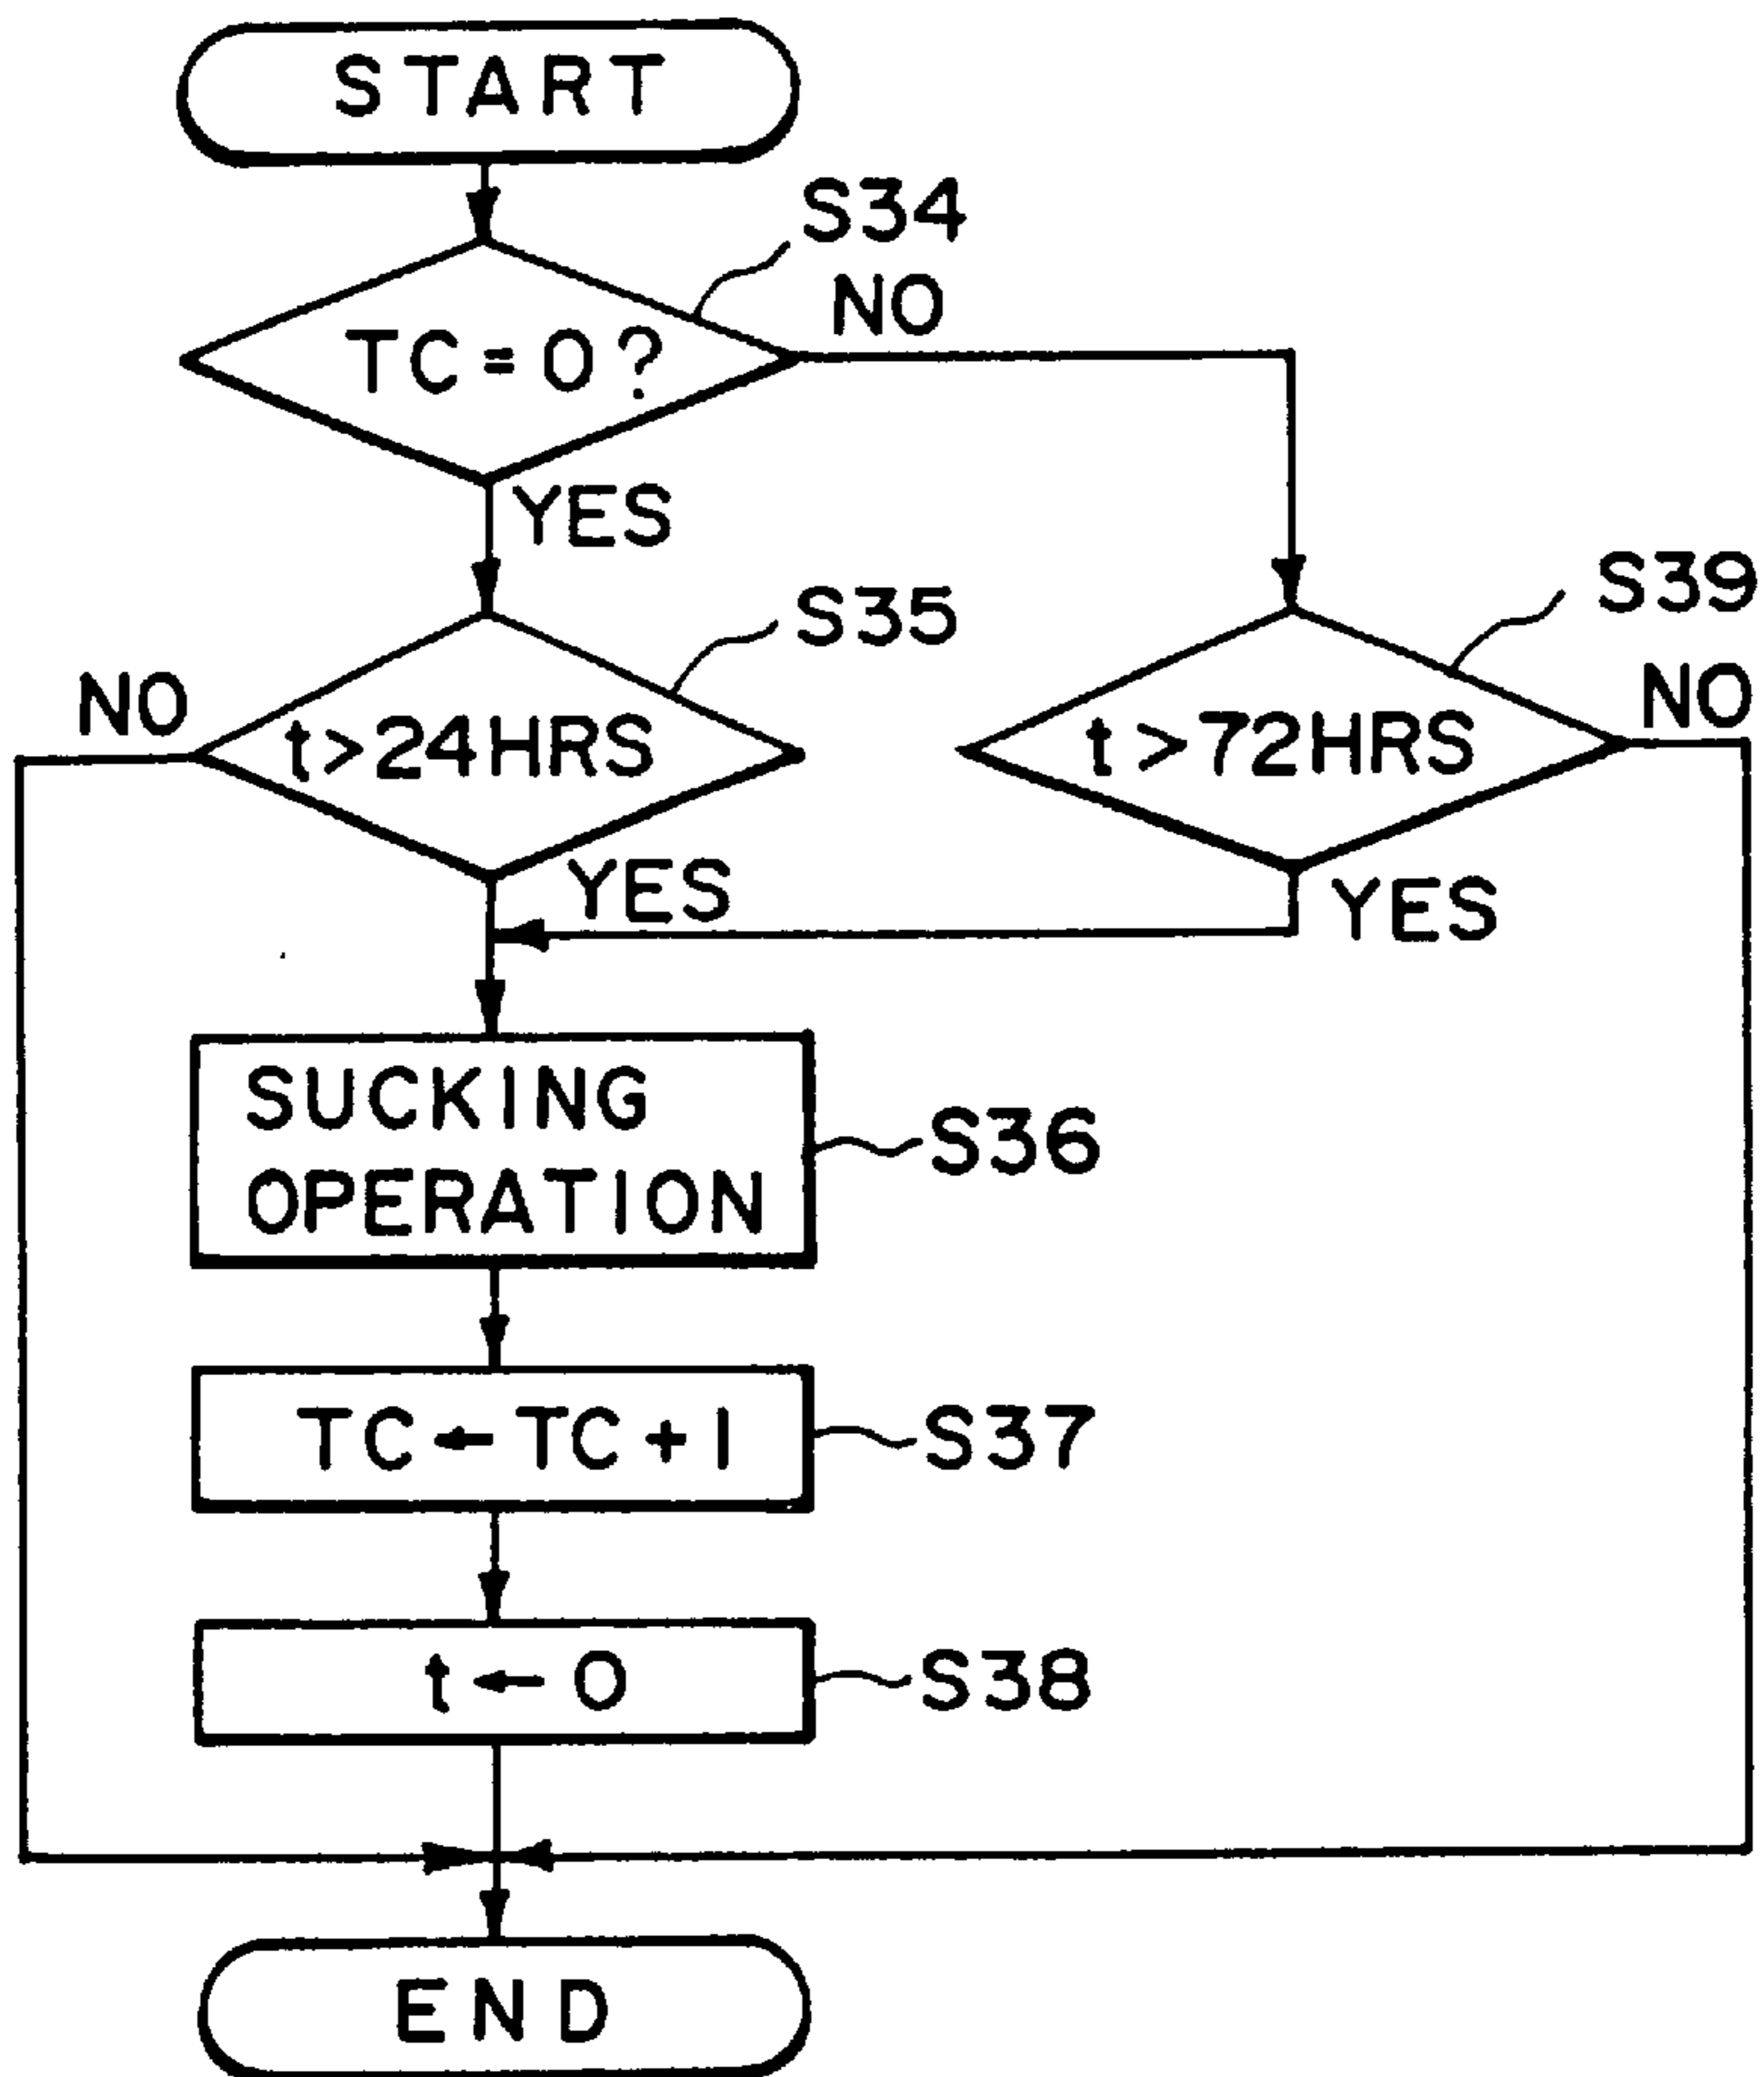 START
S34
NO
TC=0?
YES
S35
S39
NO
t>24HRS
t>72HRS
NO
YES
YES
SUCKING
OPERATION
S36
TC←TC+1
S37
t←0
S38
END